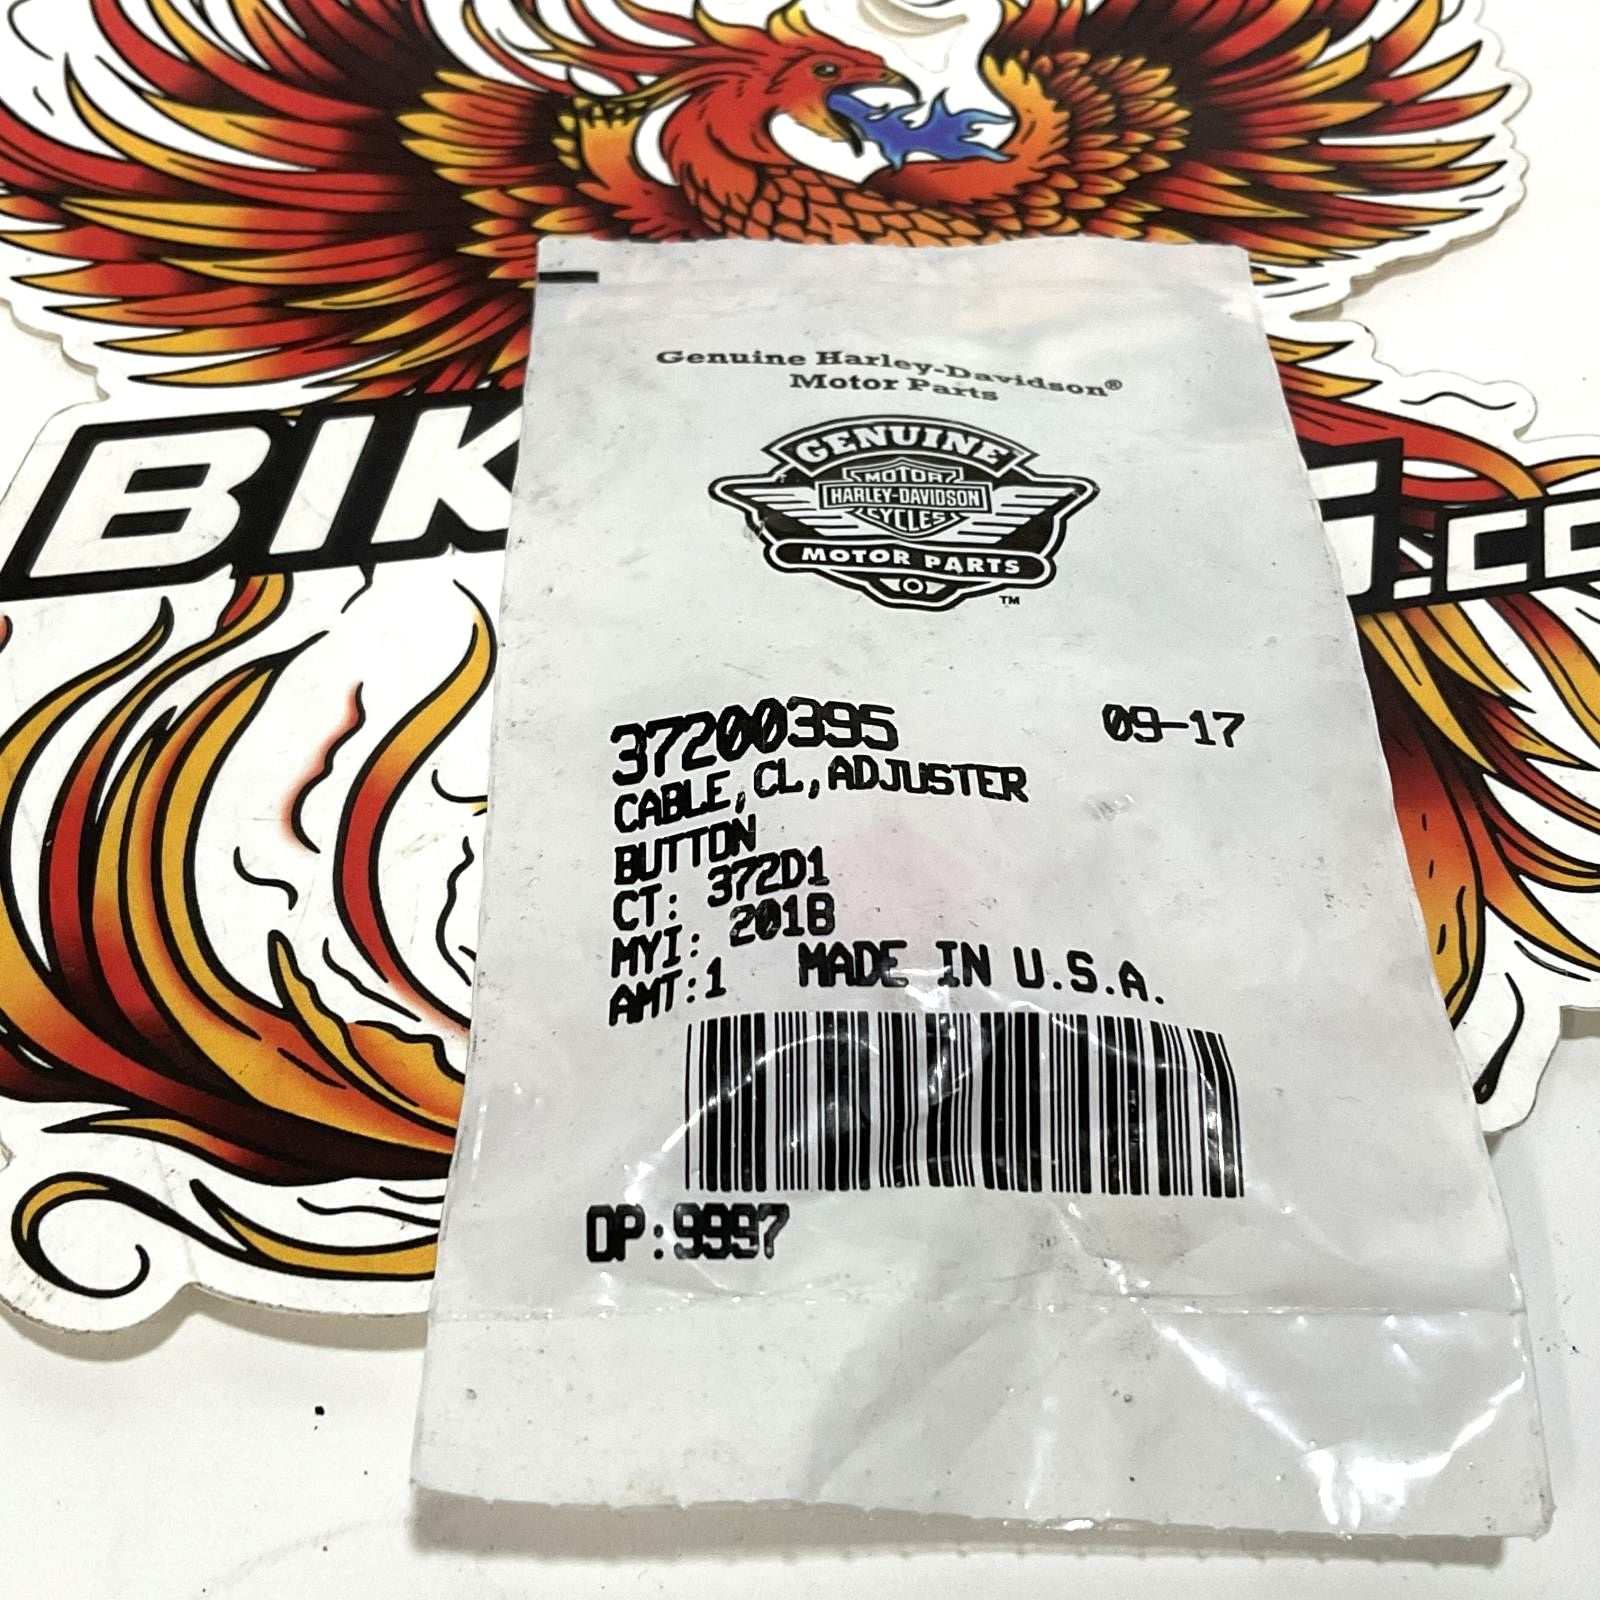 Genuine Harley-Davidson®
Motor Parts
GENUINE
MOTOR
HARLEY-DAVIDSON
CYCLES
MOTOR PARTS
TM
37200395 09-17
CABLE,CL,ADJUSTER
BUTTON
CT: 372D1
MYI: 2018
AMT:1 MADE IN U.S.A.
OP:9997